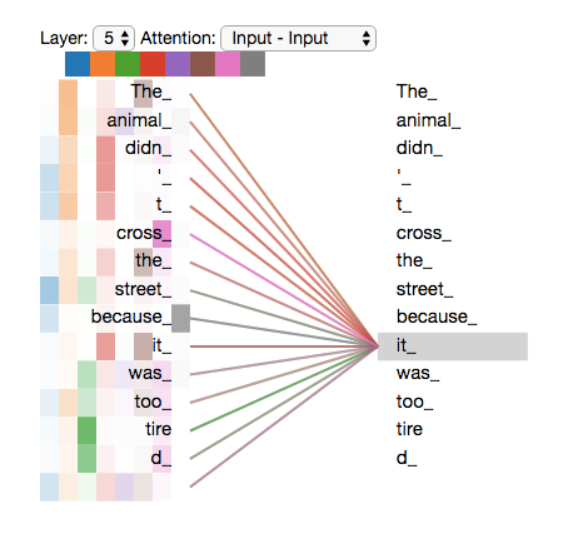 Layer: 5 Attention: Input - Input
The_ The_
animal_ animal_
didn_ didn_
'_ '_
t_ t_
cross_ cross_
the_ the_
street_ street_
because_ because_
it_ it_
was_ was_
too_ too_
tire tire
d_ d_